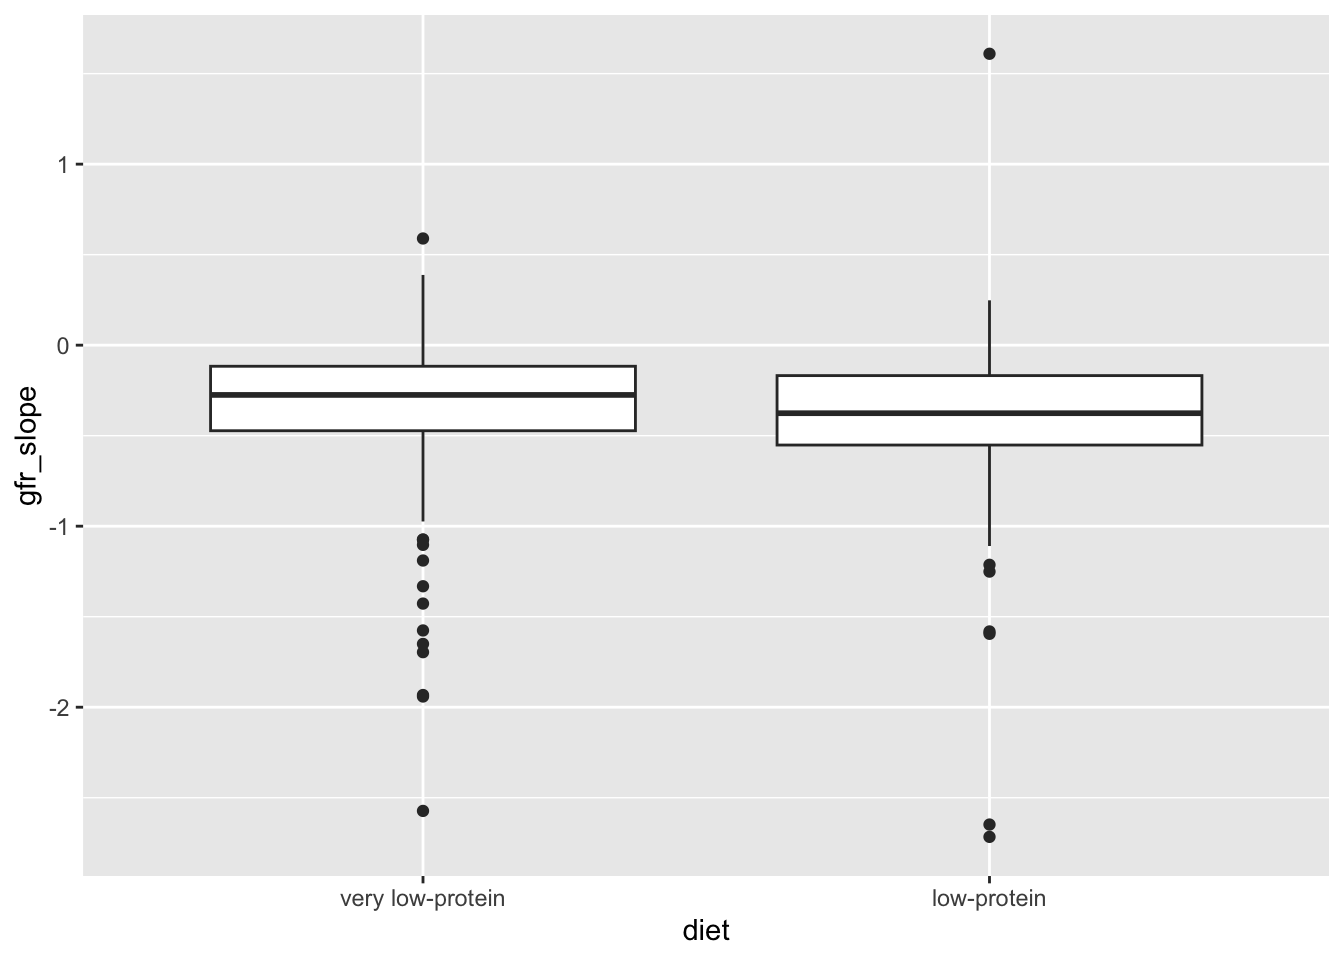 gfr_slope
1
0
-1
-2
very low-protein
low-protein
diet